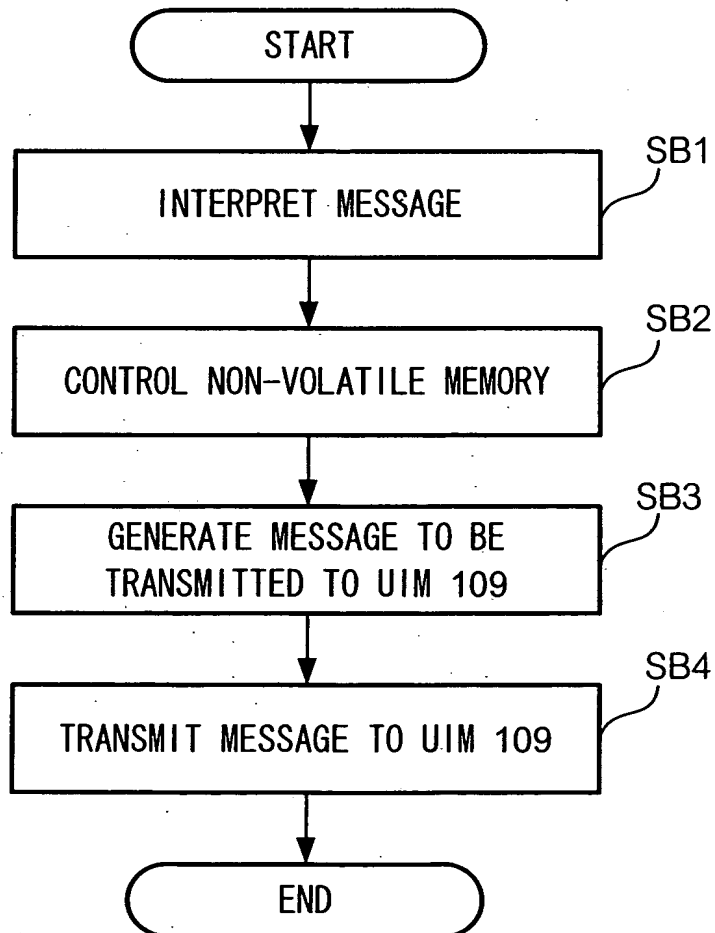 START
SB1
INTERPRET MESSAGE
SB2
CONTROL NON-VOLATILE MEMORY
SB3
GENERATE MESSAGE TO BE
TRANSMITTED TO UIM 109
SB4
TRANSMIT MESSAGE TO UIM 109
END